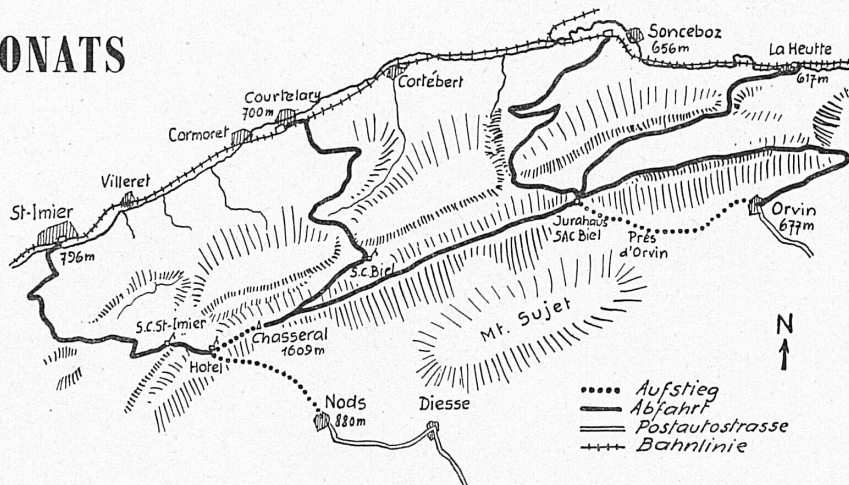 ONATS
Sonceboz
656m
La Heutte
617m
Cortébert
Courtelary
700m
Cormoret
Villeret
St-Imier
796m
Jurahaus
SAC Biel
Prés
d'Orvin
Orvin
677m
S.C. Biel
Mt. Sujet
S.C. St-Imier
Chasseral
1609m
Hotel
N
Nods
880m
Diesse
Aufstieg
Abfahrt
Postautostrasse
Bahnlinie